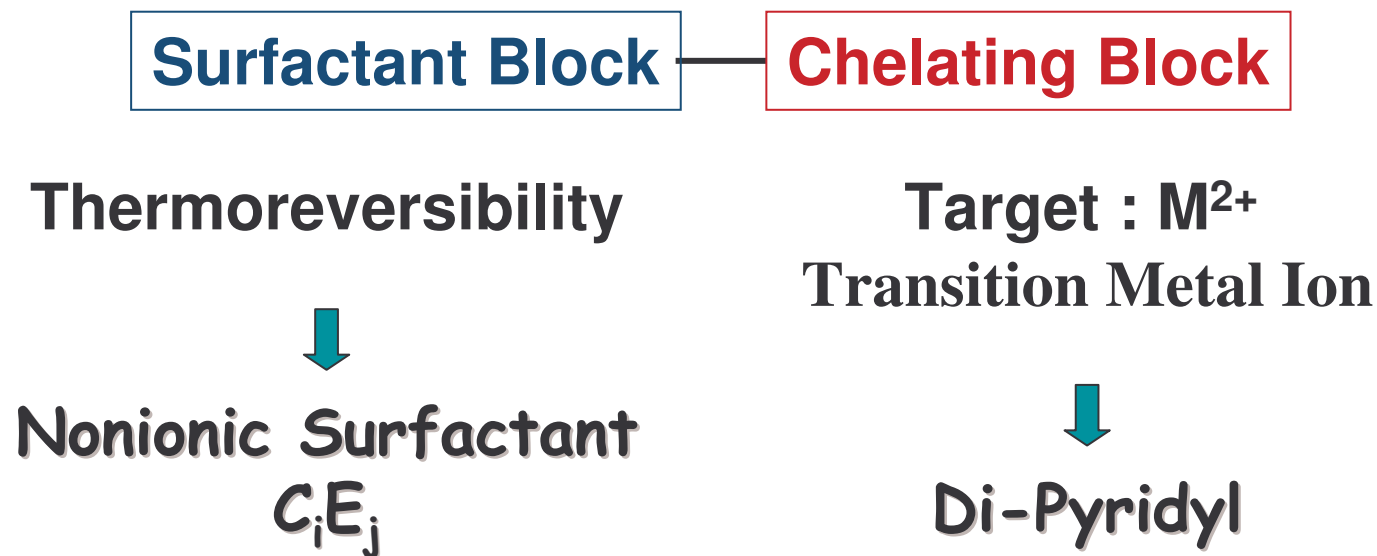 Surfactant Block
Chelating Block
Thermoreversibility
Target : M²⁺
Transition Metal Ion
Nonionic Surfactant
CᵢEⱼ
Di-Pyridyl